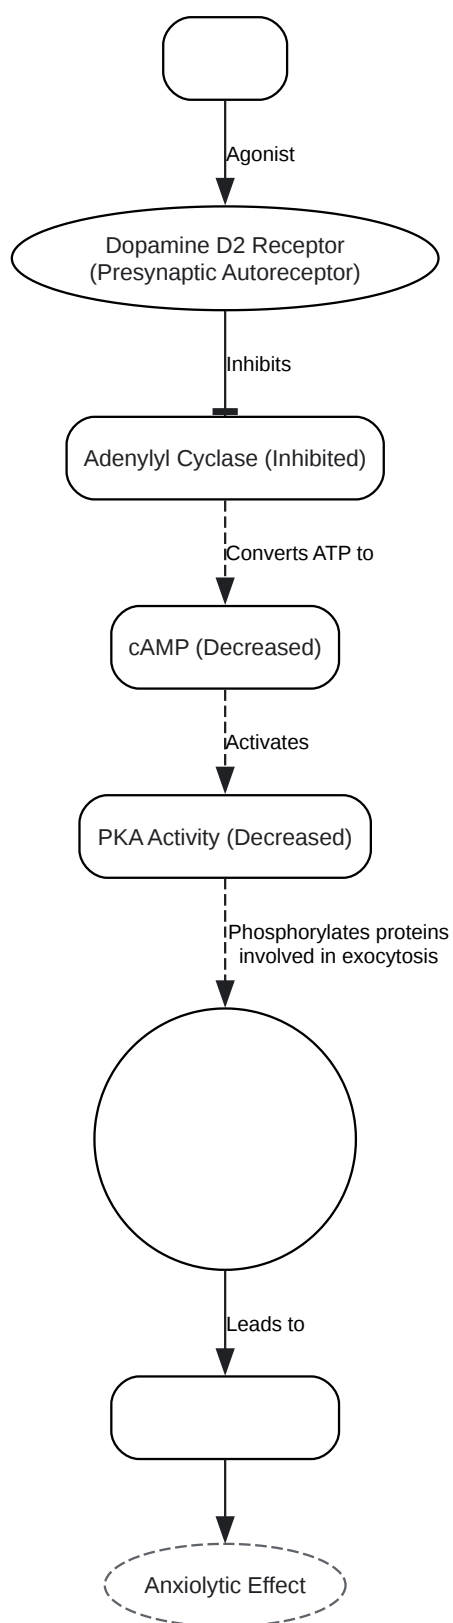 Agonist
Dopamine D2 Receptor
(Presynaptic Autoreceptor)
Inhibits
Adenylyl Cyclase (Inhibited)
Converts ATP to
cAMP (Decreased)
Activates
PKA Activity (Decreased)
Phosphorylates proteins
involved in exocytosis
Leads to
Anxiolytic Effect